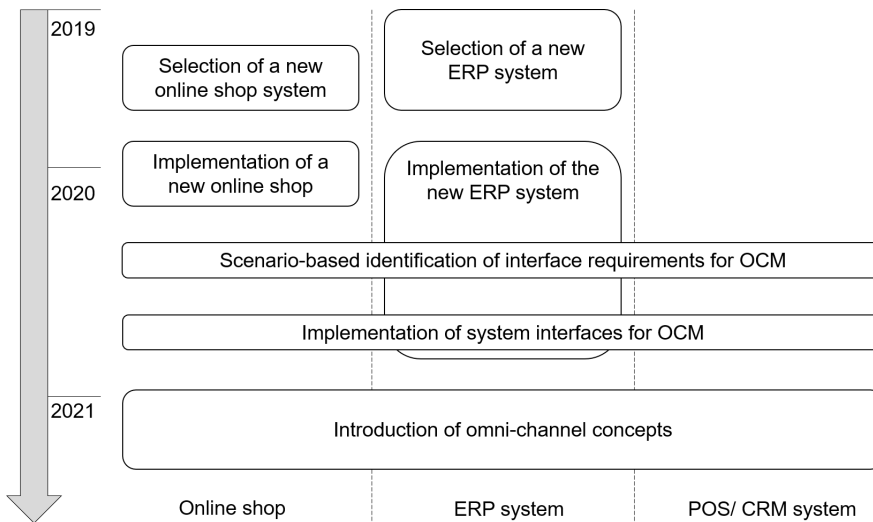 2019
Selection of a new
online shop system
Selection of a new
ERP system
Implementation of a
new online shop
Implementation of the
new ERP system
2020
Scenario-based identification of interface requirements for OCM
Implementation of system interfaces for OCM
2021
Introduction of omni-channel concepts
Online shop
ERP system
POS/ CRM system